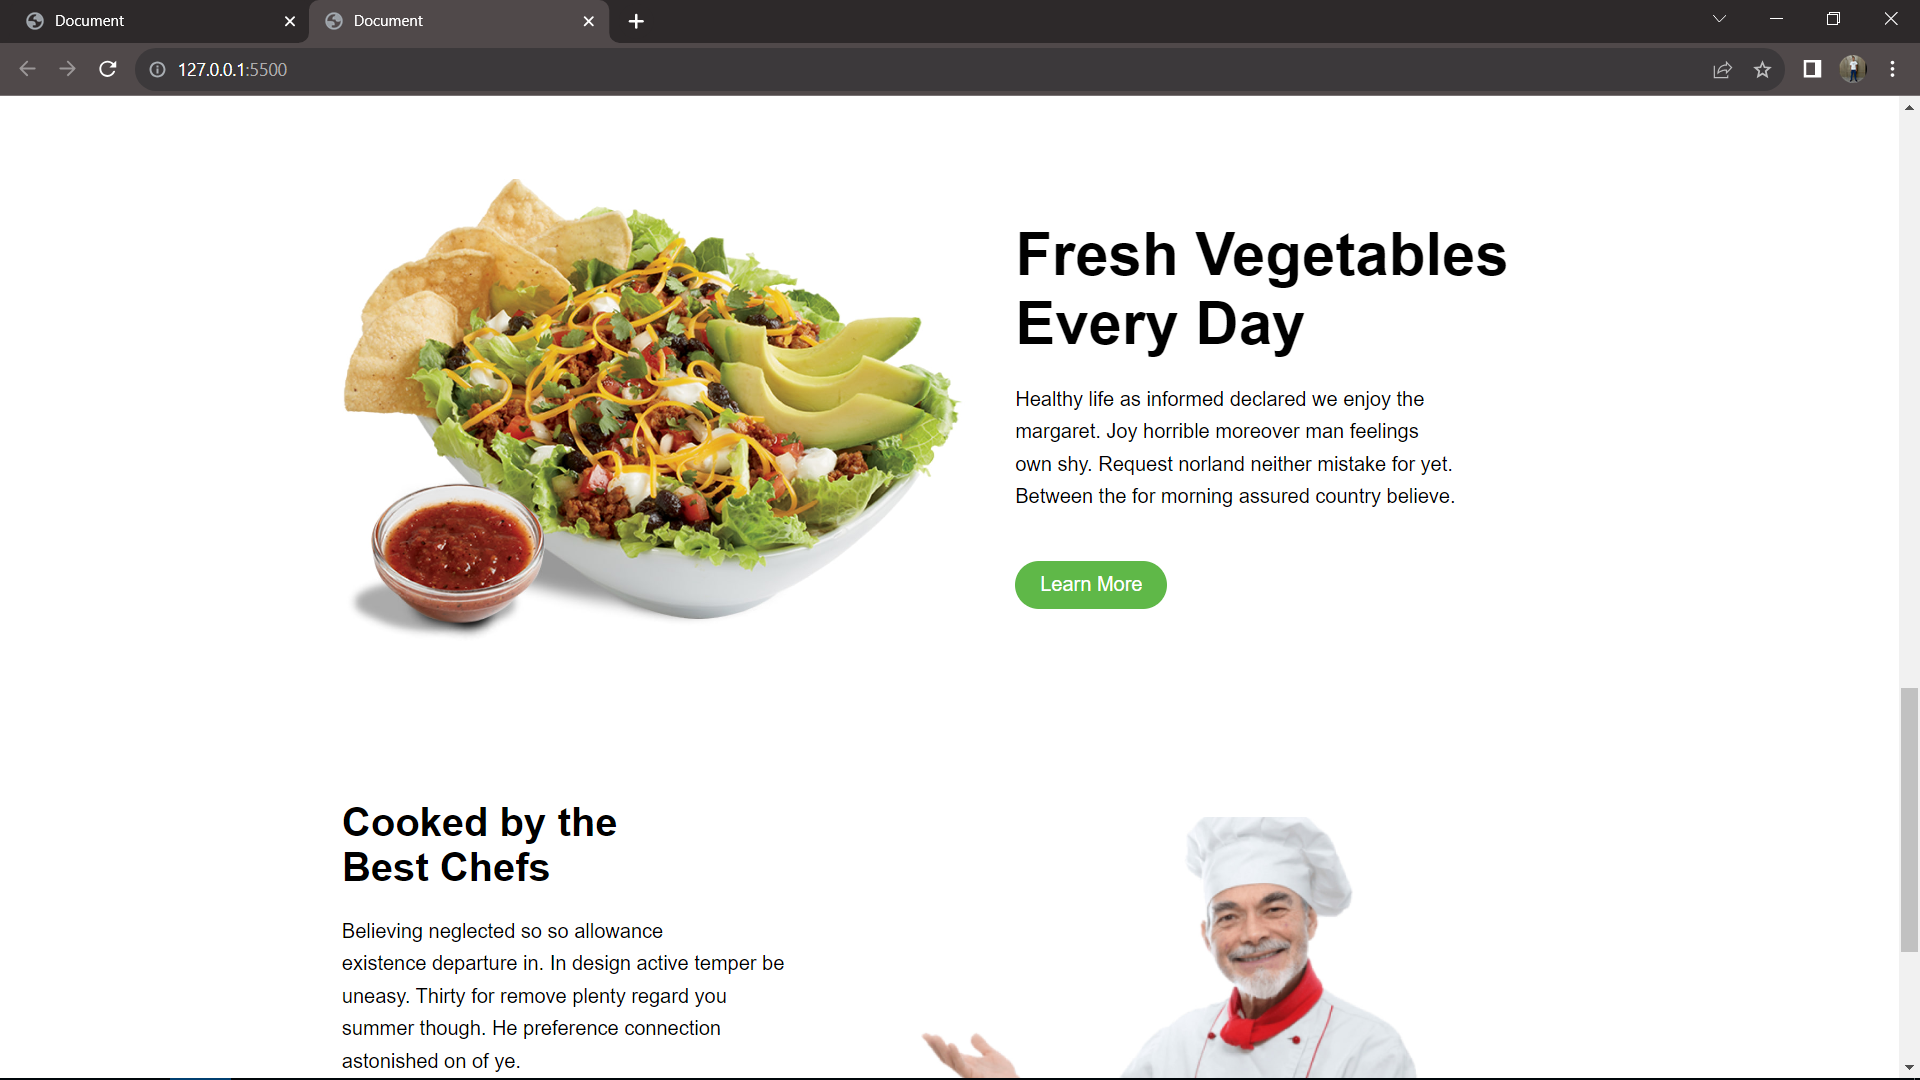 Document
Document
127.0.0.1:5500
Fresh Vegetables
Every Day
Healthy life as informed declared we enjoy the
margaret. Joy horrible moreover man feelings
own shy. Request norland neither mistake for yet.
Between the for morning assured country believe.
Learn More
Cooked by the
Best Chefs
Believing neglected so so allowance
existence departure in. In design active temper be
uneasy. Thirty for remove plenty regard you
summer though. He preference connection
astonished on of ye.